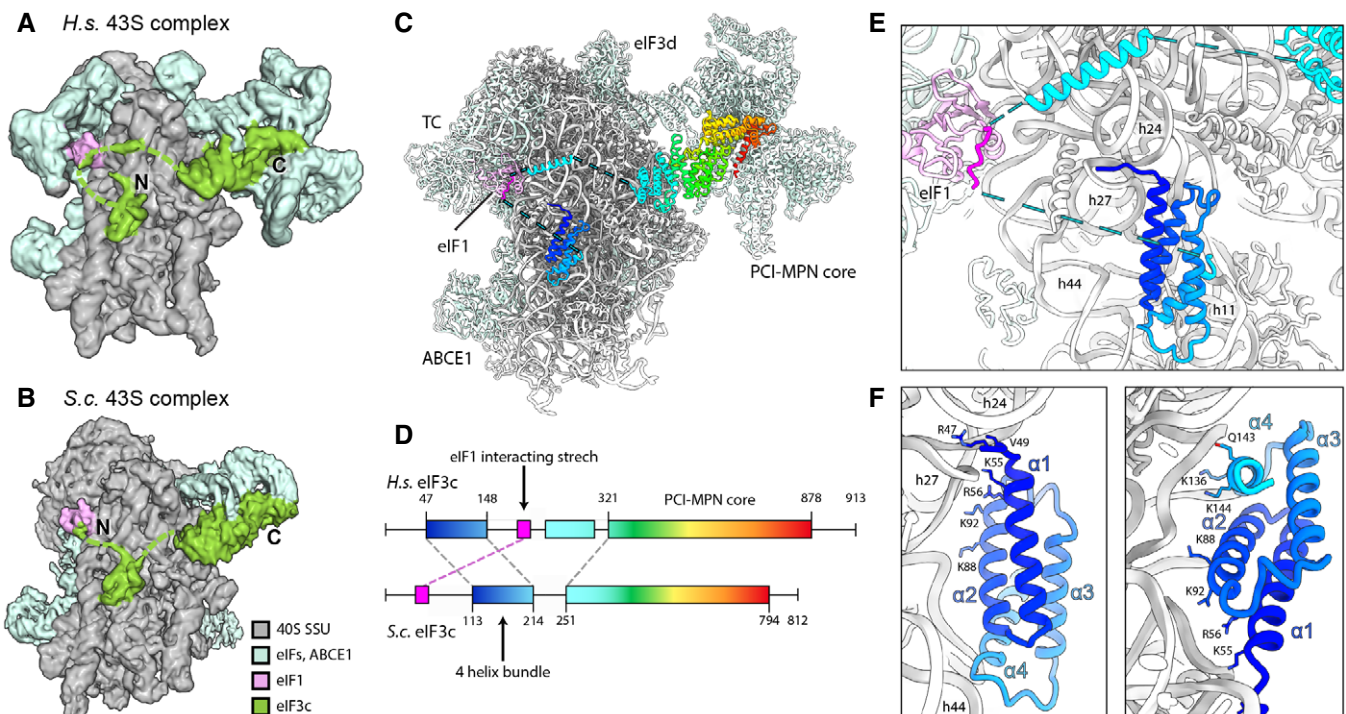 A
H.s. 43S complex
N
C
B
S.c. 43S complex
N
C
40S SSU
eIFs, ABCE1
eIF1
eIF3c
C
eIF3d
TC
eIF1
PCI-MPN core
ABCE1
D
eIF1 interacting strech
H.s. eIF3c
47
148
321
PCI-MPN core
878
913
S.c. eIF3c
113
214
251
794
812
4 helix bundle
E
h24
eIF1
h27
h44
h11
F
h24
R47
V49
K55
α1
h27
R56
K92
K88
α2
α3
α4
h44
α4
α3
Q143
K136
K144
α2
K88
K92
R56
α1
K55